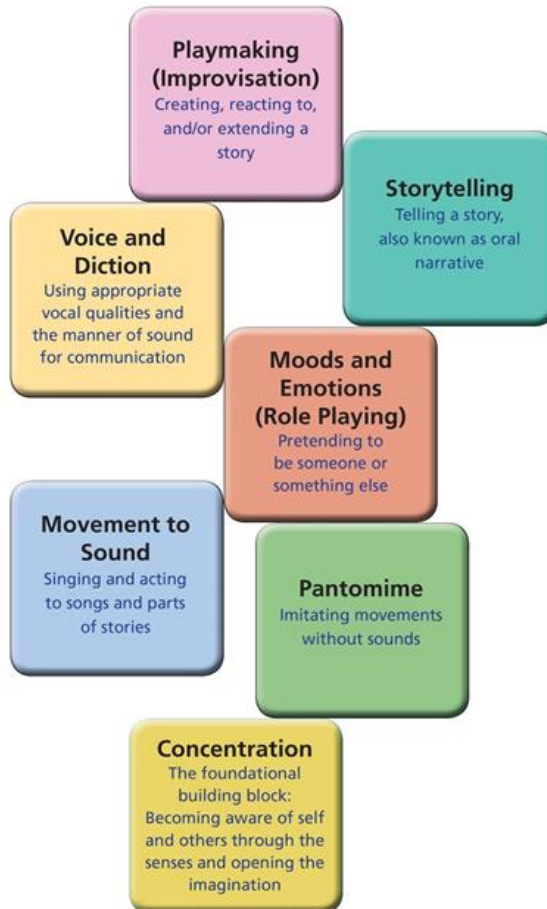 Playmaking
(Improvisation)
Creating, reacting to,
and/or extending a
story
Storytelling
Telling a story,
also known as oral
narrative
Voice and
Diction
Using appropriate
vocal qualities and
the manner of sound
for communication
Moods and
Emotions
(Role Playing)
Pretending to
be someone or
something else
Movement to
Sound
Singing and acting
to songs and parts
of stories
Pantomime
Imitating movements
without sounds
Concentration
The foundational
building block:
Becoming aware of self
and others through the
senses and opening the
imagination